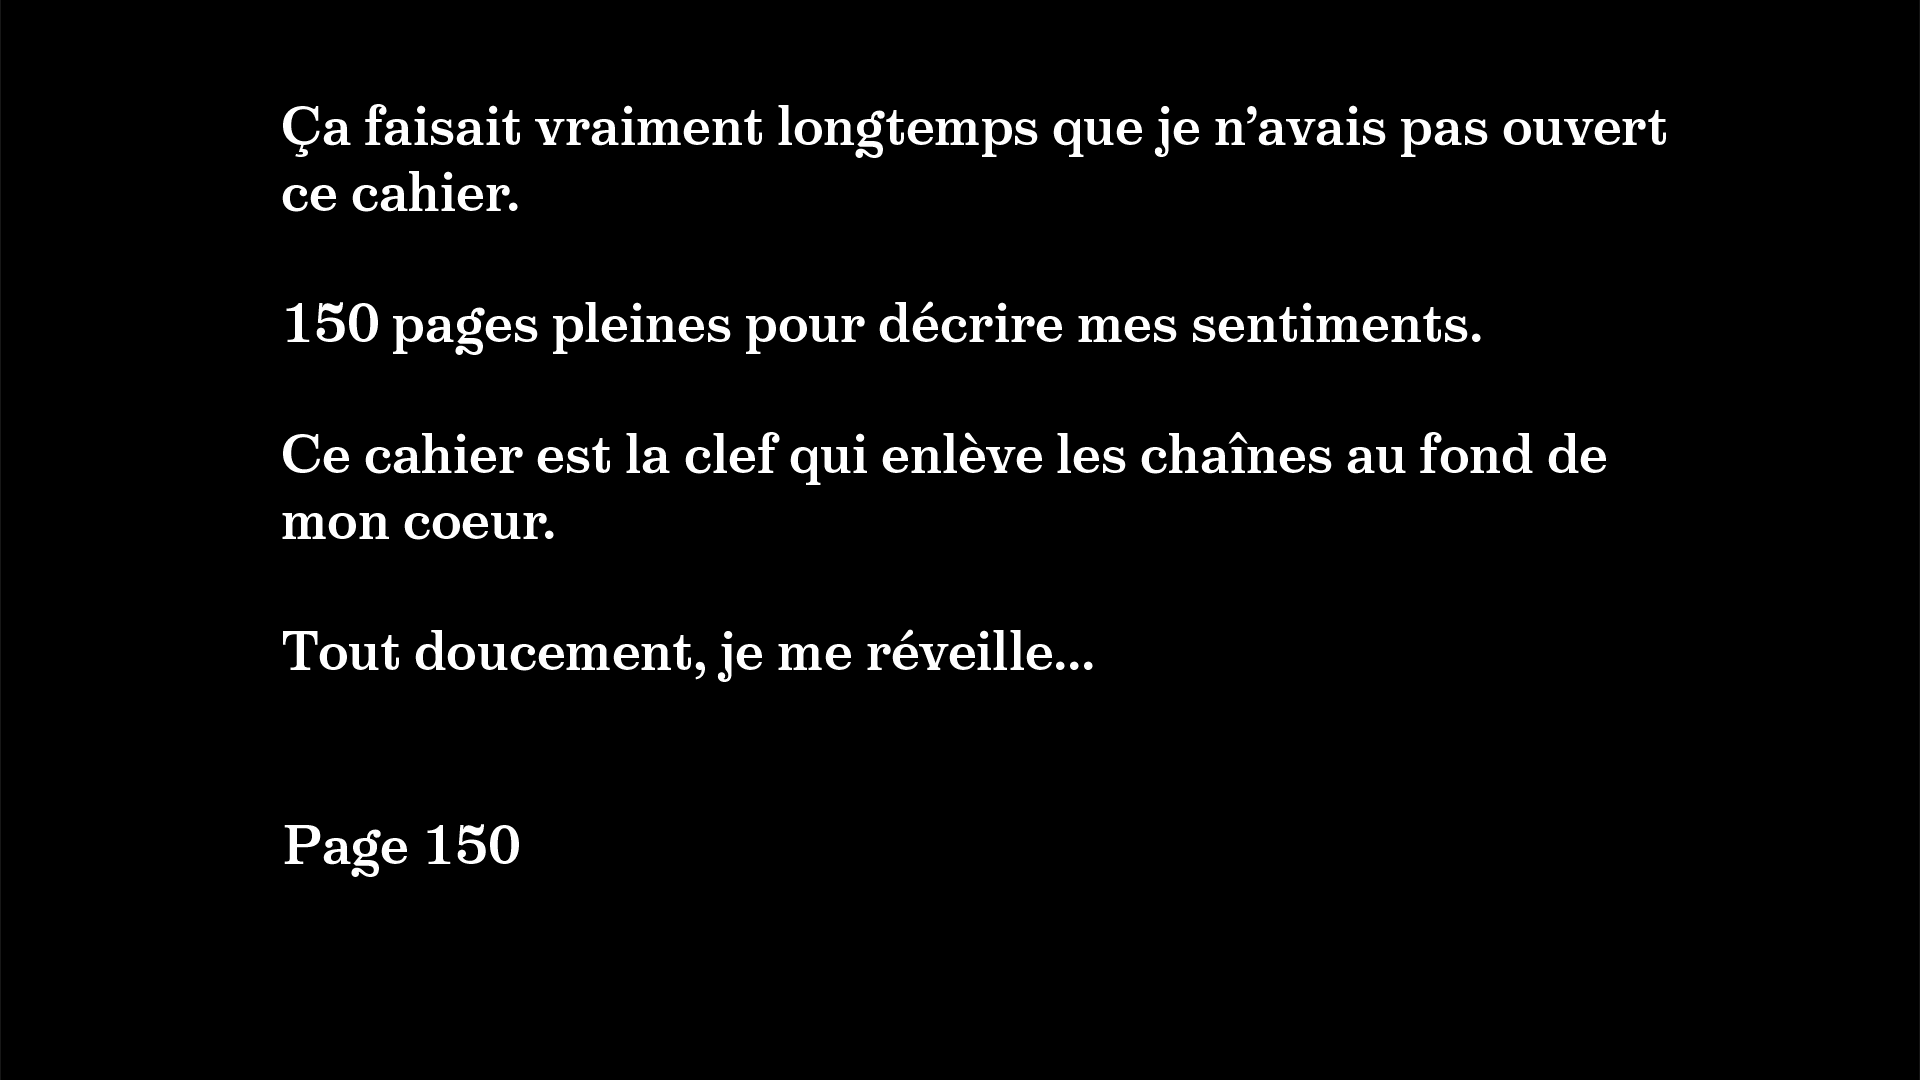 Ça faisait vraiment longtemps que je n’avais pas ouvert
ce cahier.
150 pages pleines pour décrire mes sentiments.
Ce cahier est la clef qui enlève les chaînes au fond de
mon coeur.
Tout doucement, je me réveille...
Page 150